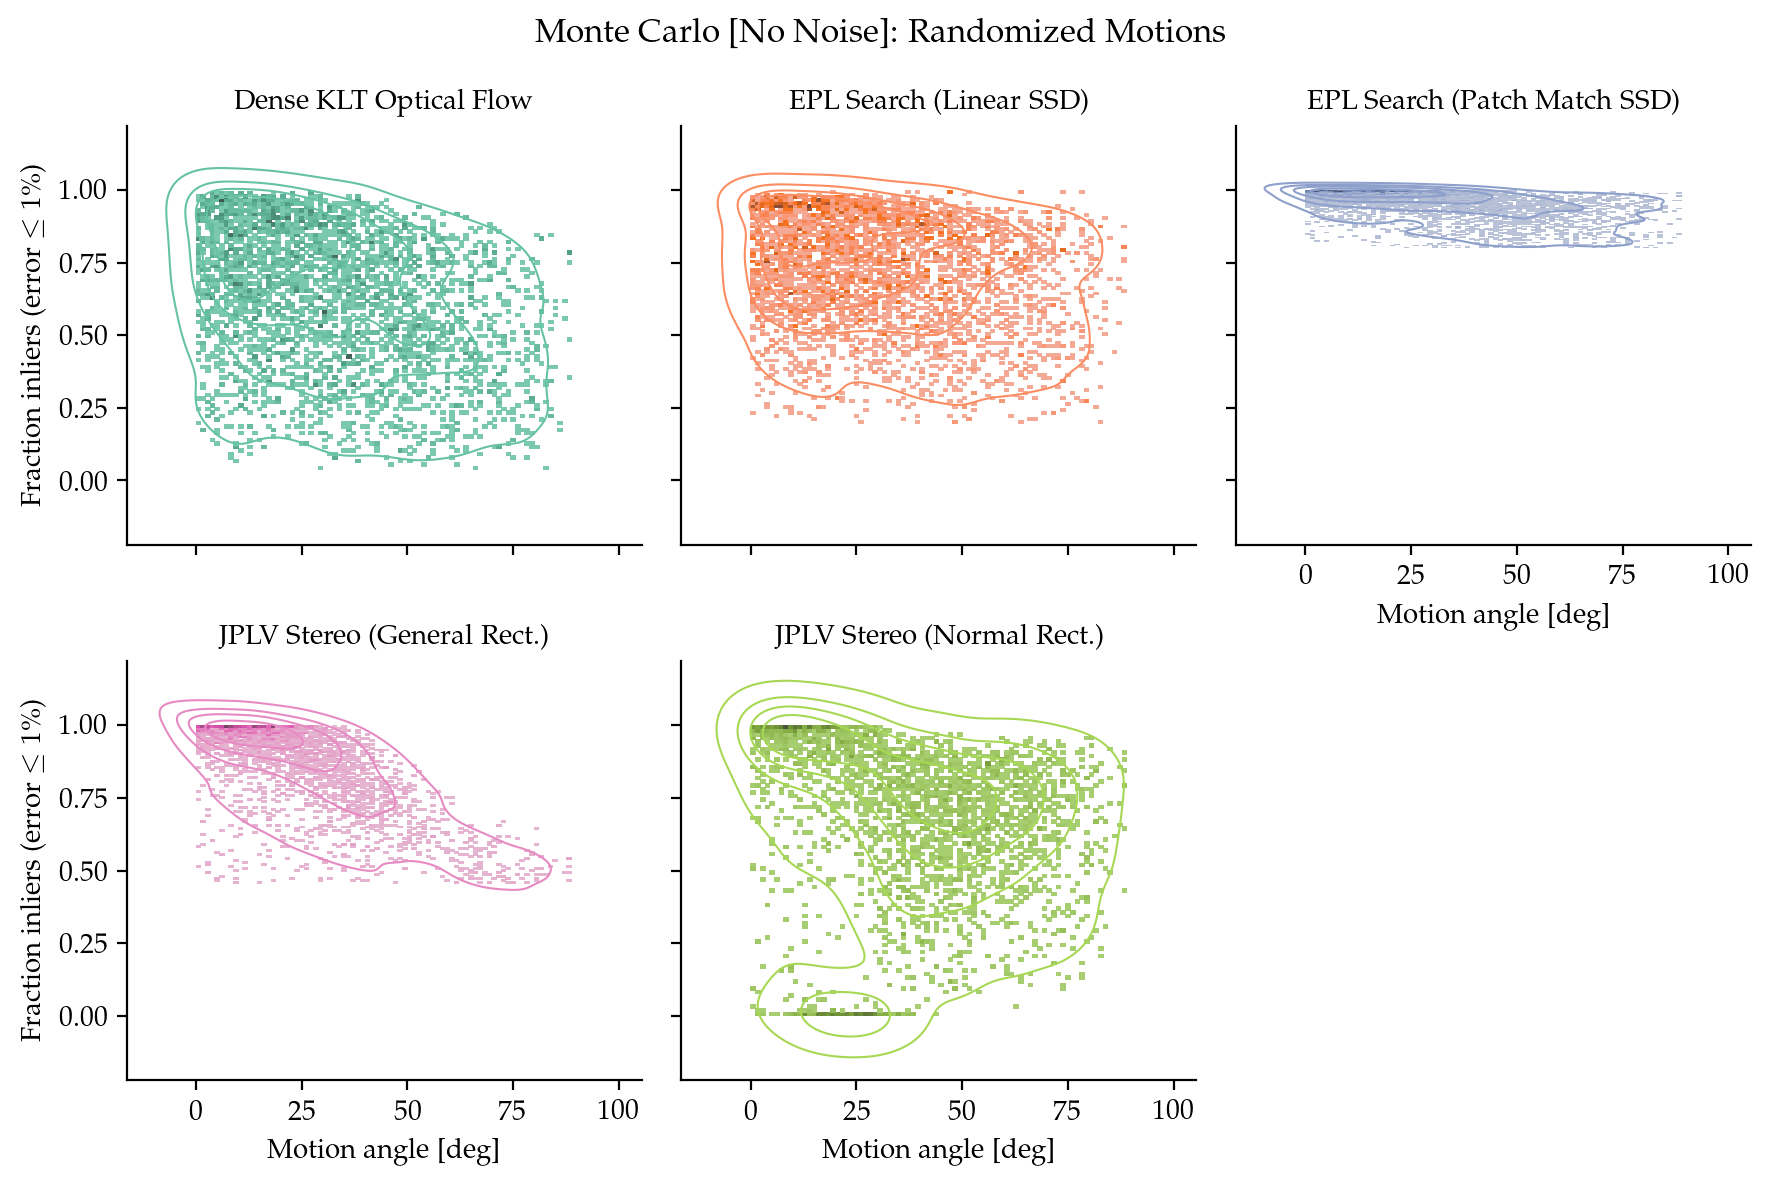 Monte Carlo [No Noise]: Randomized Motions
Dense KLT Optical Flow
EPL Search (Linear SSD)
EPL Search (Patch Match SSD)
Fraction inliers (error ≤ 1%)
1.00
0.75
0.50
0.25
0.00
0
25
50
75
100
Motion angle [deg]
JPLV Stereo (General Rect.)
JPLV Stereo (Normal Rect.)
Fraction inliers (error ≤ 1%)
1.00
0.75
0.50
0.25
0.00
0
25
50
75
100
Motion angle [deg]
0
25
50
75
100
Motion angle [deg]